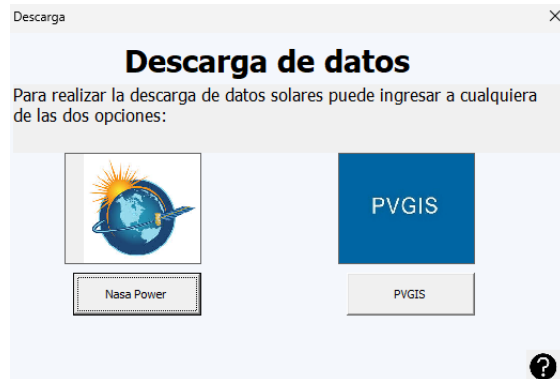 Descarga
Descarga de datos
Para realizar la descarga de datos solares puede ingresar a cualquiera
de las dos opciones:
PVGIS
Nasa Power
PVGIS
?